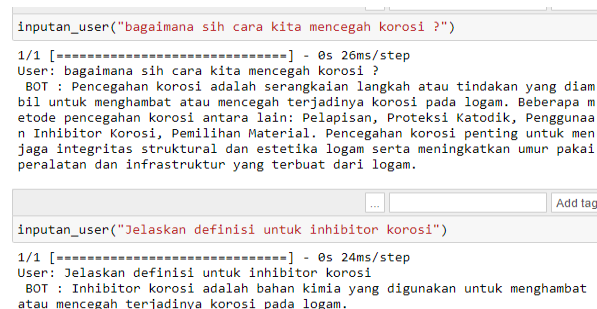 ...
inputan_user("bagaimana sih cara kita mencegah korosi ?")
1/1 [==============================] - 0s 26ms/step
User: bagaimana sih cara kita mencegah korosi ?
BOT : Pencegahan korosi adalah serangkaian langkah atau tindakan yang diam
bil untuk menghambat atau mencegah terjadinya korosi pada logam. Beberapa m
etode pencegahan korosi antara lain: Pelapisan, Proteksi Katodik, Penggunaa
n Inhibitor Korosi, Pemilihan Material. Pencegahan korosi penting untuk men
jaga integritas struktural dan estetika logam serta meningkatkan umur pakai
peralatan dan infrastruktur yang terbuat dari logam.
... Add tag
inputan_user("Jelaskan definisi untuk inhibitor korosi")
1/1 [==============================] - 0s 24ms/step
User: Jelaskan definisi untuk inhibitor korosi
BOT : Inhibitor korosi adalah bahan kimia yang digunakan untuk menghambat
atau mencegah terjadinya korosi pada logam.